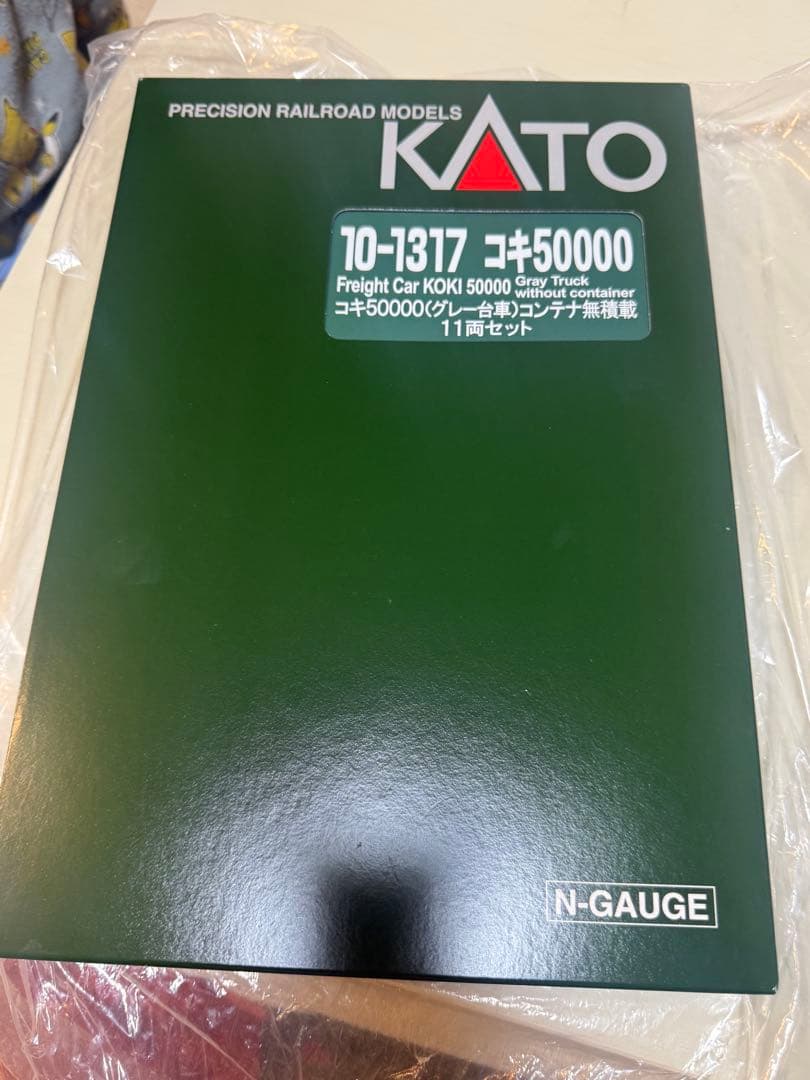 PRECISION RAILROAD MODELS
KATO
10-1317 コキ50000
Freight Car KOKI 50000 Gray Truck without container
コキ50000(グレー台車)コンテナ無積載
11両セット
N-GAUGE